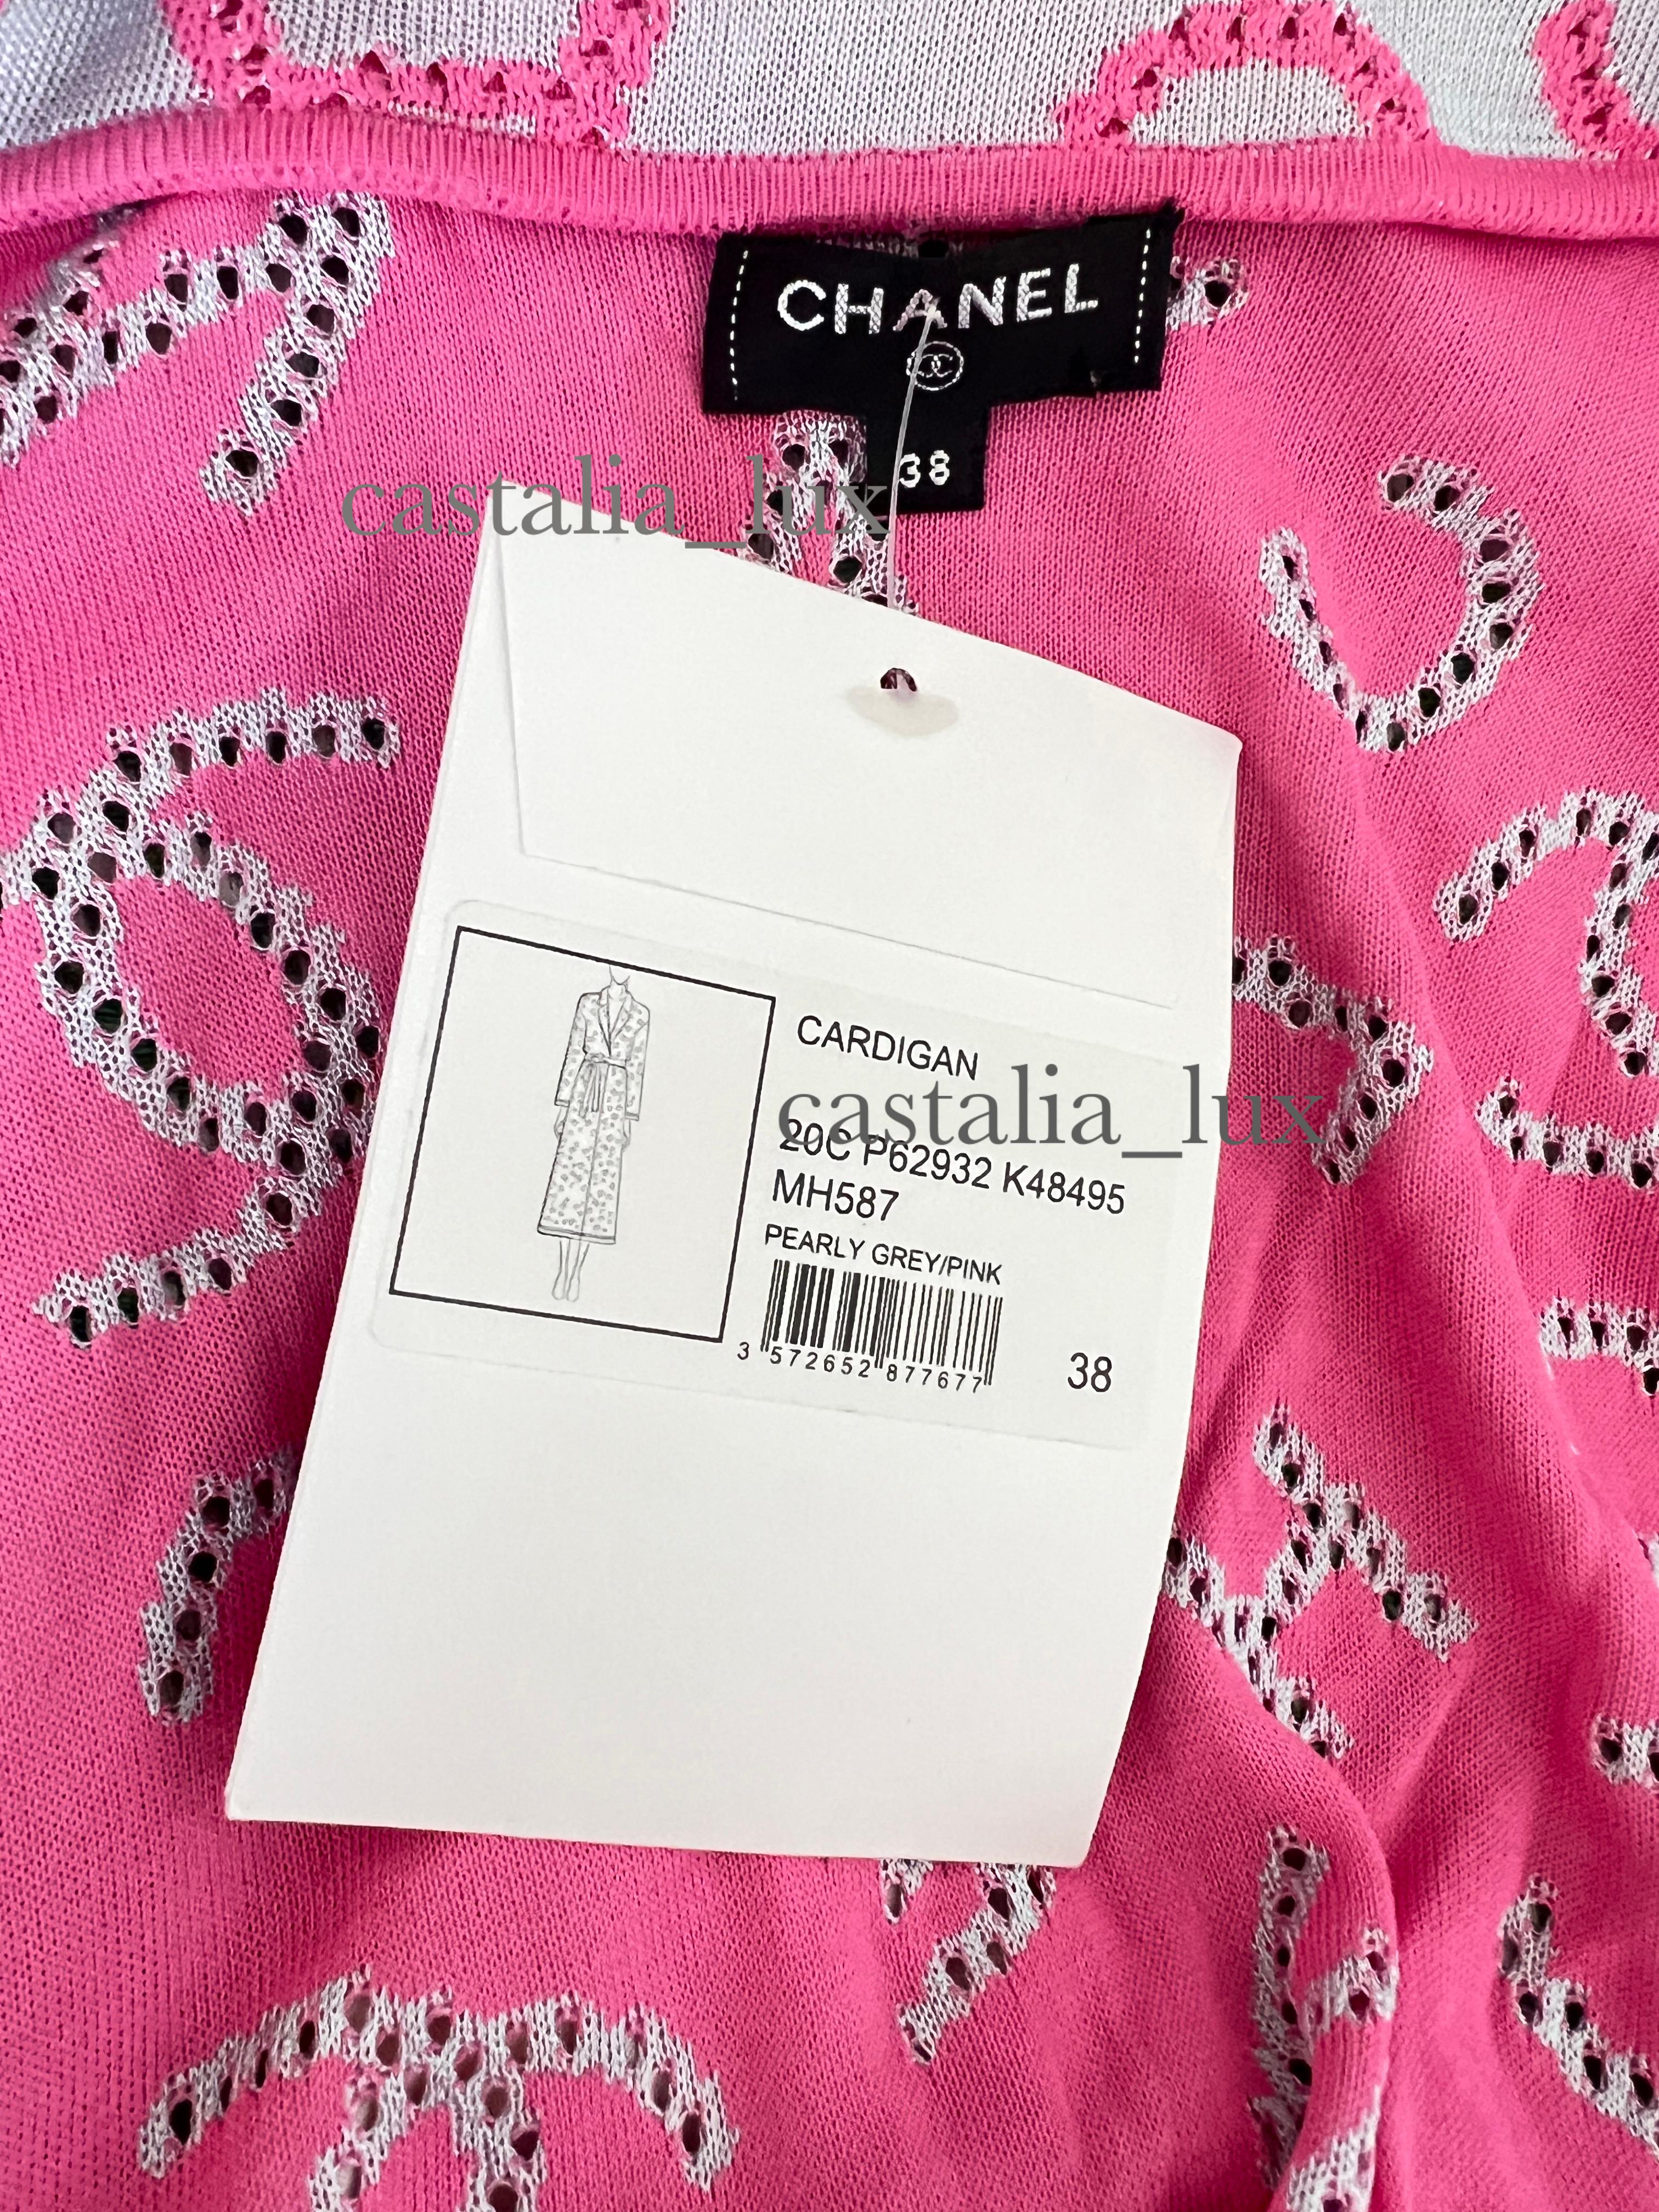 CHANEL
38
castalia_lux
CARDIGAN
castalia_lux
20C P62932 K48495
MH587
PEARLY GREY/PINK
3 572652 877677
38